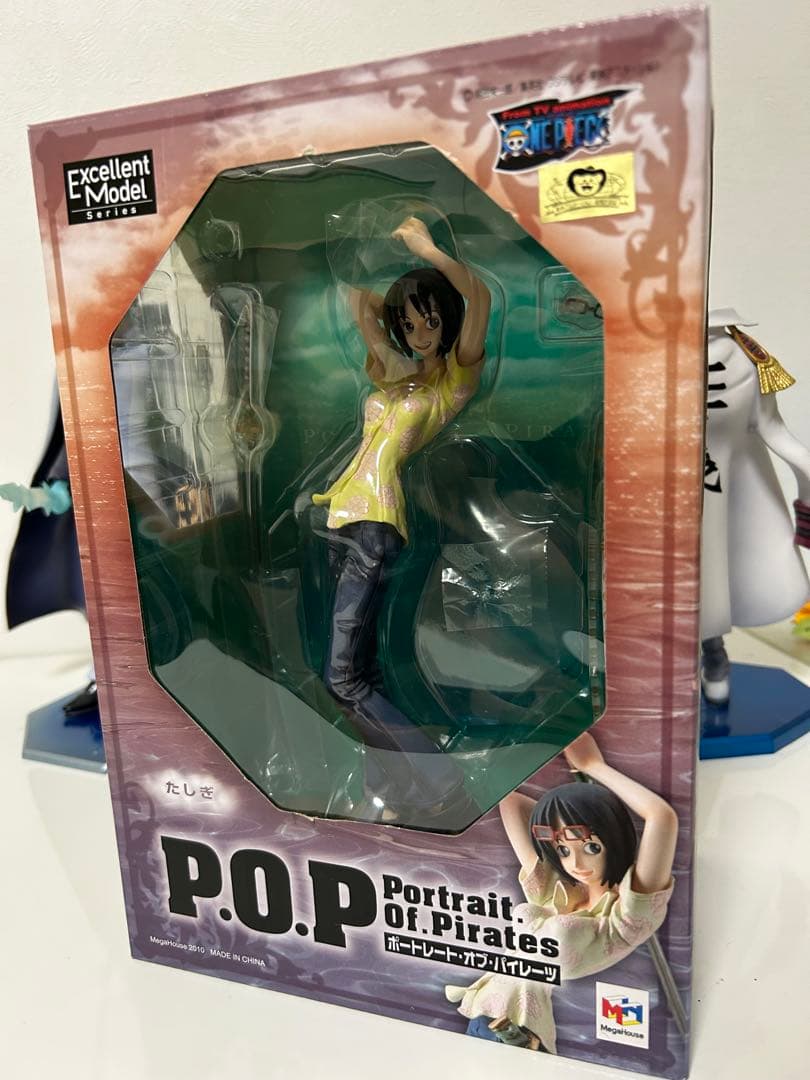 Excellent
Model
Series
From TV animation
ONE PIECE
たしぎ
P.O.P
Portrait.
Of.Pirates
ポートレート・オブ・パイレーツ
MegaHouse 2010 MADE IN CHINA
MegaHouse